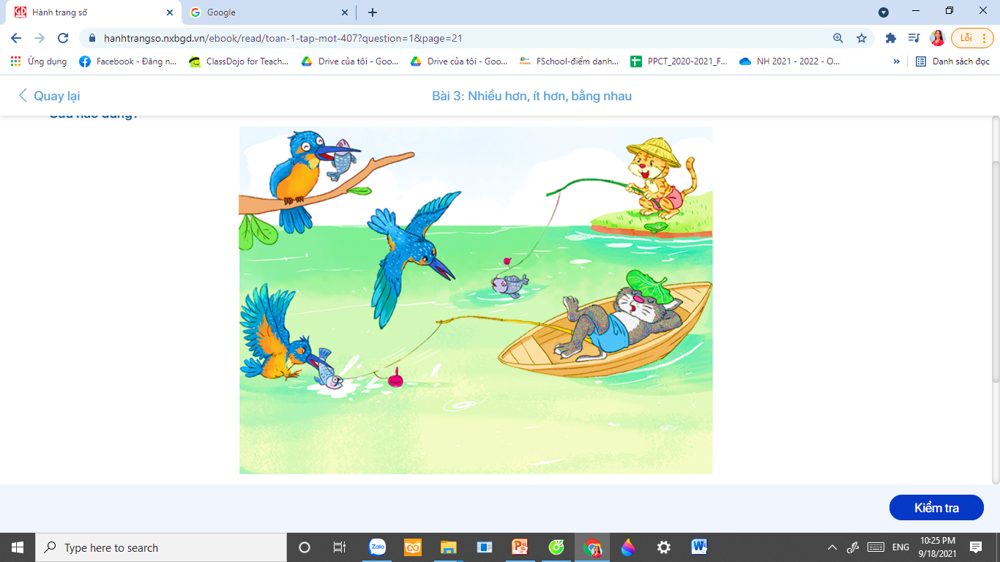 Hành trang số
Google
hanhtrangso.nxbgd.vn/ebook/read/toan-1-tap-mot-407?question=1&page=21
Lỗi
Ứng dụng
Facebook - Đăng n...
ClassDojo for Teach...
Drive của tôi - Goo...
Drive của tôi - Goo...
FSchool-điểm danh...
PPCT_2020-2021_F...
NH 2021 - 2022 - O...
»
Danh sách đọc
Quay lại
Bài 3: Nhiều hơn, ít hơn, bằng nhau
Kiểm tra
Type here to search
Zalo
ENG
10:25 PM
9/18/2021